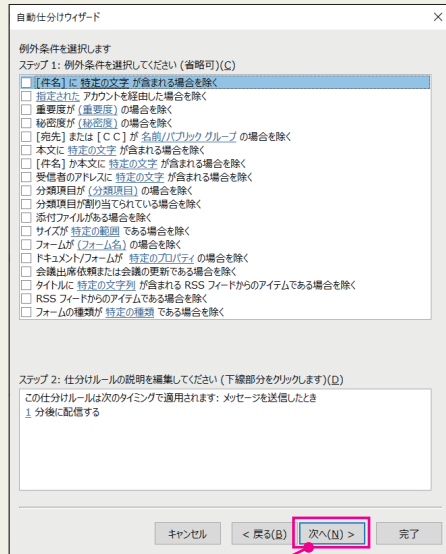 自動仕分けウィザード
例外条件を選択します
ステップ 1: 例外条件を選択してください (省略可)(C)
[件名] に 特定の文字 が含まれる場合を除く
指定された アカウントを経由した場合を除く
重要度が (重要度) の場合を除く
秘密度が (秘密度) の場合を除く
[宛先] または [CC] が 名前/パブリック グループ の場合を除く
本文に 特定の文字 が含まれる場合を除く
[件名] か本文に 特定の文字 が含まれる場合を除く
受信者のアドレスに 特定の文字 が含まれる場合を除く
分類項目が (分類項目) の場合を除く
分類項目が割り当てられている場合を除く
添付ファイルがある場合を除く
サイズが 特定の範囲 である場合を除く
フォームが (フォーム名) の場合を除く
ドキュメント/フォームが 特定のプロパティ の場合を除く
会議出席依頼または会議の更新である場合を除く
タイトルに 特定の文字列 が含まれる RSS フィードからのアイテムである場合を除く
RSS フィードからのアイテムである場合を除く
フォームの種類が 特定の種類 である場合を除く
ステップ 2: 仕分けルールの説明を編集してください (下線部分をクリックします)(D)
この仕分けルールは次のタイミングで適用されます: メッセージを送信したとき
1 分後に配信する
キャンセル < 戻る(B) 次へ(N) > 完了